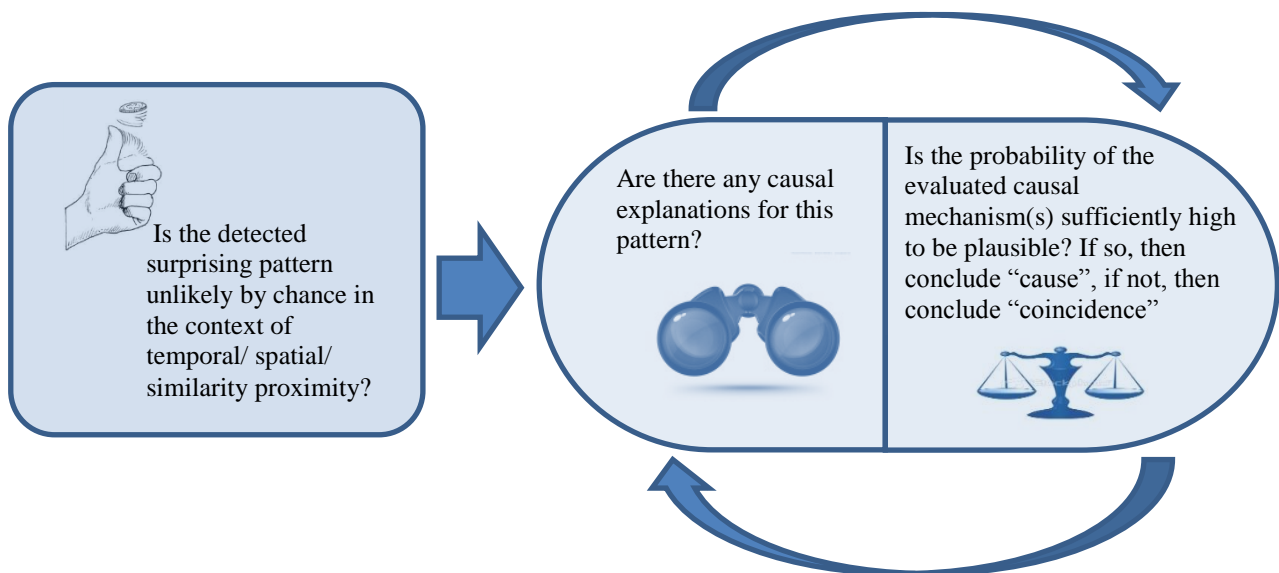 Is the detected
surprising pattern
unlikely by chance in
the context of
temporal/ spatial/
similarity proximity?
Are there any causal
explanations for this
pattern?
Is the probability of the
evaluated causal
mechanism(s) sufficiently high
to be plausible? If so, then
conclude “cause”, if not, then
conclude “coincidence”